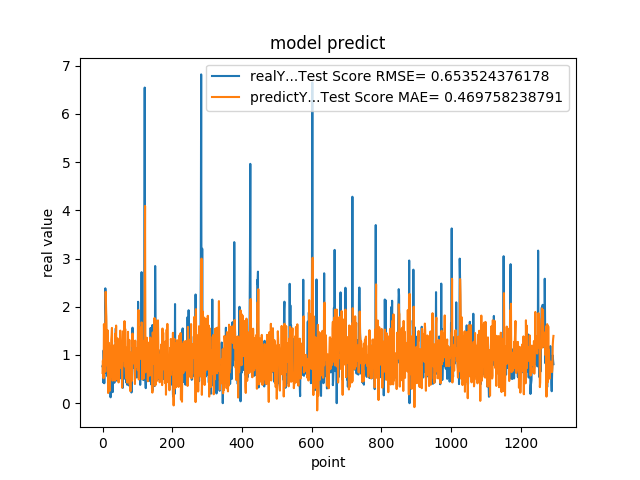 model predict
realY...Test Score RMSE= 0.653524376178
predictY...Test Score MAE= 0.469758238791
7
6
5
4
3
2
1
0
real value
0 200 400 600 800 1000 1200
point